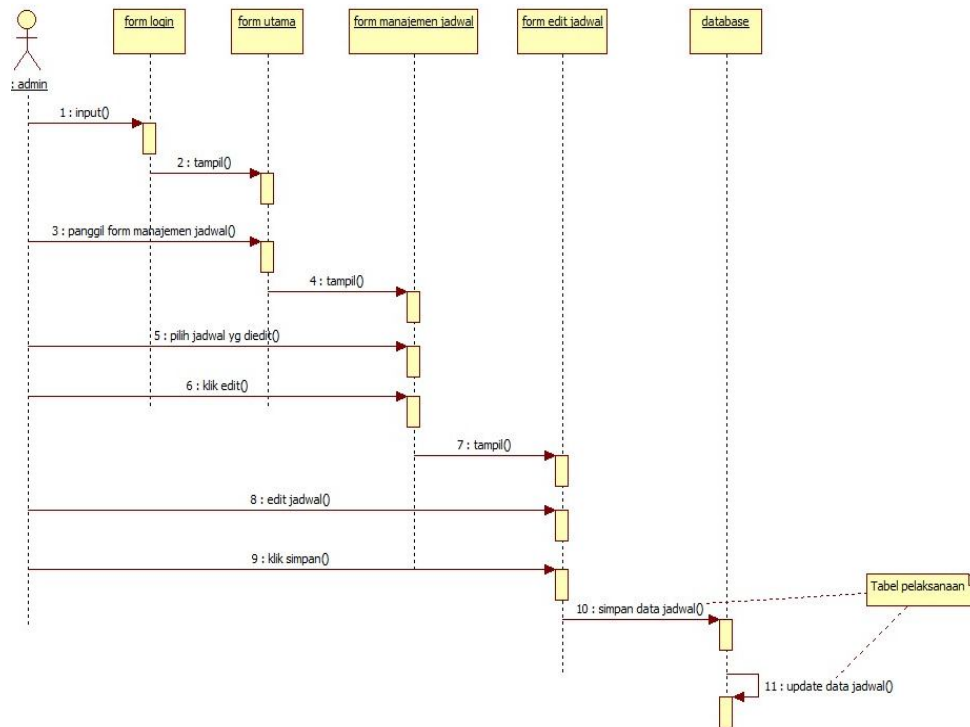 form login
form utama
form manajemen jadwal
form edit jadwal
database
: admin
1 : input()
2 : tampil()
3 : panggil form manajemen jadwal()
4 : tampil()
5 : pilih jadwal yg diedit()
6 : klik edit()
7 : tampil()
8 : edit jadwal()
9 : klik simpan()
Tabel pelaksanaan
10 : simpan data jadwal()
11 : update data jadwal()